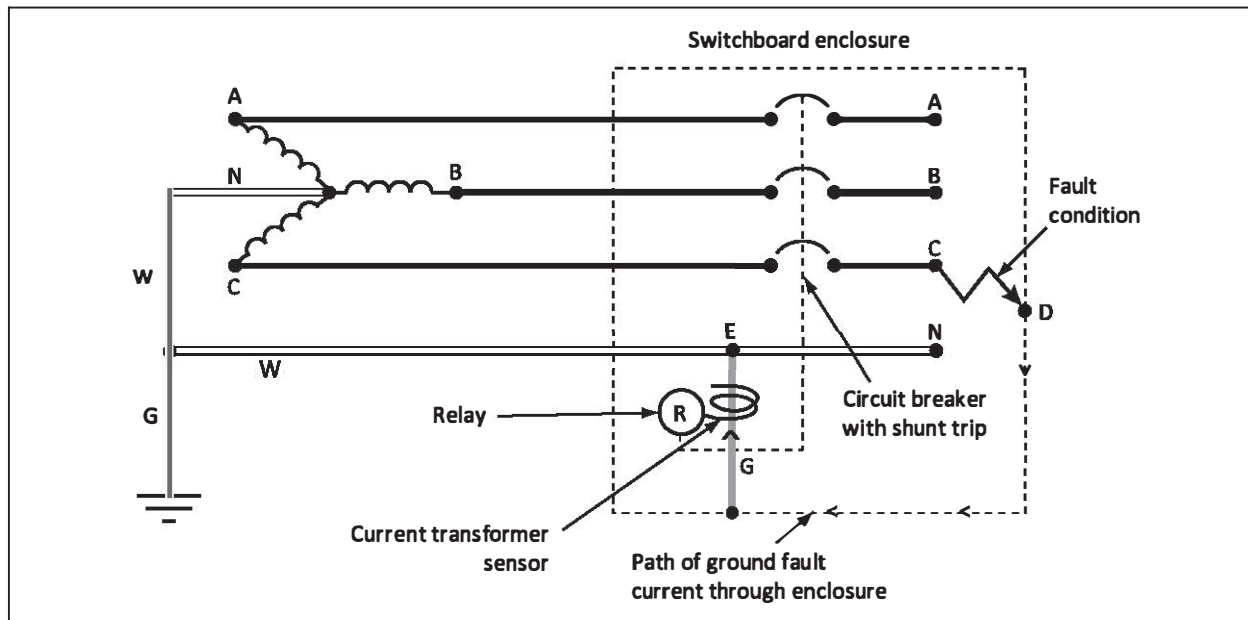 Switchboard enclosure
A
A
N
B
B
Fault
condition
C
C
W
D
E
N
W
Relay
R
Circuit breaker
with shunt trip
G
G
Current transformer
sensor
Path of ground fault
current through enclosure